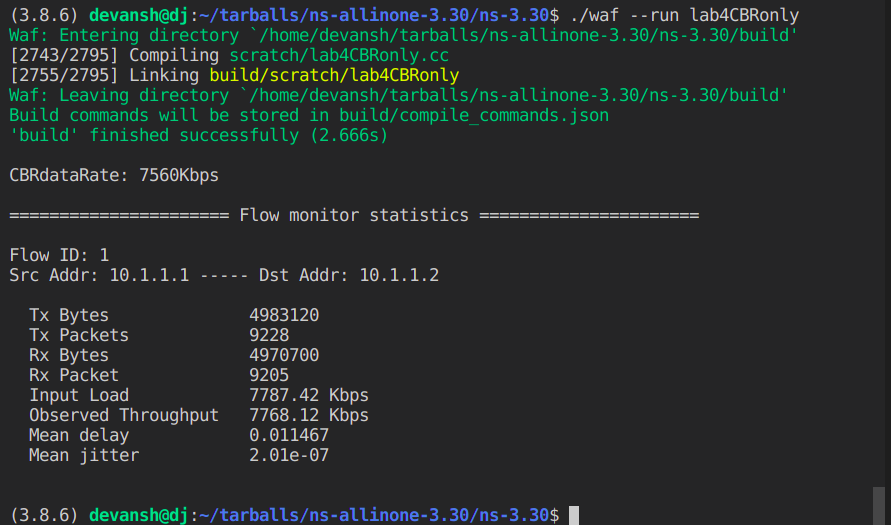 (3.8.6) devansh@dj:~/tarballs/ns-allinone-3.30/ns-3.30$ ./waf --run lab4CBRonly
Waf: Entering directory `/home/devansh/tarballs/ns-allinone-3.30/ns-3.30/build'
[2743/2795] Compiling scratch/lab4CBRonly.cc
[2755/2795] Linking build/scratch/lab4CBRonly
Waf: Leaving directory `/home/devansh/tarballs/ns-allinone-3.30/ns-3.30/build'
Build commands will be stored in build/compile_commands.json
'build' finished successfully (2.666s)
CBRdataRate: 7560Kbps
====================== Flow monitor statistics ======================
Flow ID: 1
Src Addr: 10.1.1.1 ----- Dst Addr: 10.1.1.2
Tx Bytes 4983120
Tx Packets 9228
Rx Bytes 4970700
Rx Packet 9205
Input Load 7787.42 Kbps
Observed Throughput 7768.12 Kbps
Mean delay 0.011467
Mean jitter 2.01e-07
(3.8.6) devansh@dj:~/tarballs/ns-allinone-3.30/ns-3.30$